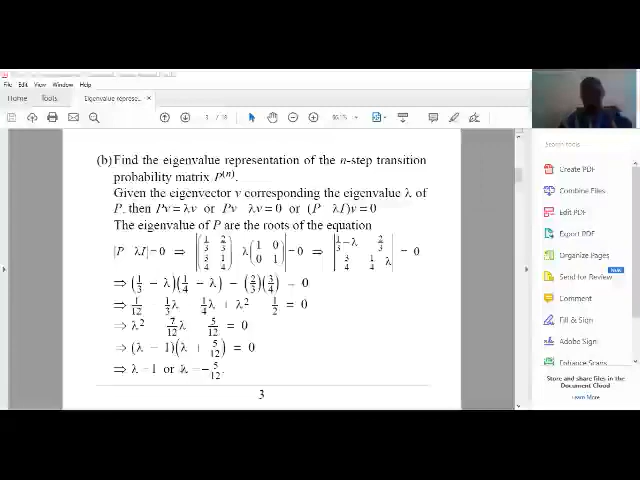 File Edit View Window Help
Home Tools Eigenvalue represe... ×
(b) Find the eigenvalue representation of the n-step transition
probability matrix P⁽ⁿ⁾.
Given the eigenvector v corresponding the eigenvalue λ of
P, then Pv = λv or Pv λv = 0 or (P λI)v = 0
The eigenvalue of P are the roots of the equation
|P λI| = 0 ⇒ |(1/3 2/3 3/4 1/4) λ(1 0 0 1)| = 0 ⇒ |1/3 − λ 2/3 3/4 1/4 λ| = 0
⇒ (1/3 − λ)(1/4 − λ) − (2/3)(3/4) = 0
⇒ 1/12 1/3λ 1/4λ + λ² 1/2 = 0
⇒ λ² 7/12λ 5/12 = 0
⇒ (λ − 1)(λ + 5/12) = 0
⇒ λ = 1 or λ = −5/12.
3
Search tools
Create PDF
Combine Files
Edit PDF
Export PDF
Organize Pages
New
Send for Review
Comment
Fill & Sign
Adobe Sign
Enhance Scans
Store and share files in the
Document Cloud
Learn More